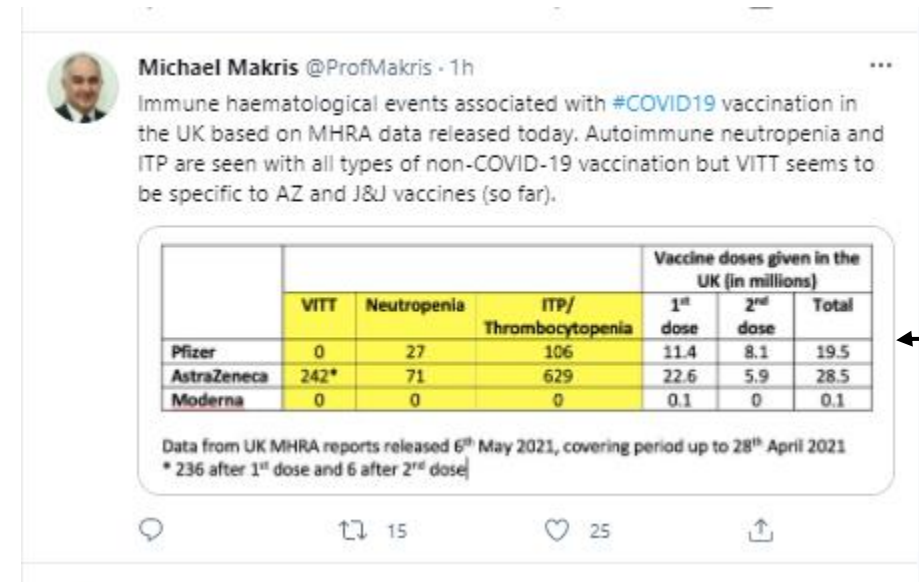 Michael Makris @ProfMakris · 1h
Immune haematological events associated with #COVID19 vaccination in
the UK based on MHRA data released today. Autoimmune neutropenia and
ITP are seen with all types of non-COVID-19 vaccination but VITT seems to
be specific to AZ and J&J vaccines (so far).
Vaccine doses given in the
UK (in millions)
VITT Neutropenia ITP/ 1st 2nd Total
Thrombocytopenia dose dose
Pfizer 0 27 106 11.4 8.1 19.5
AstraZeneca 242* 71 629 22.6 5.9 28.5
Moderna 0 0 0 0.1 0 0.1
Data from UK MHRA reports released 6th May 2021, covering period up to 28th April 2021
* 236 after 1st dose and 6 after 2nd dose
15 25